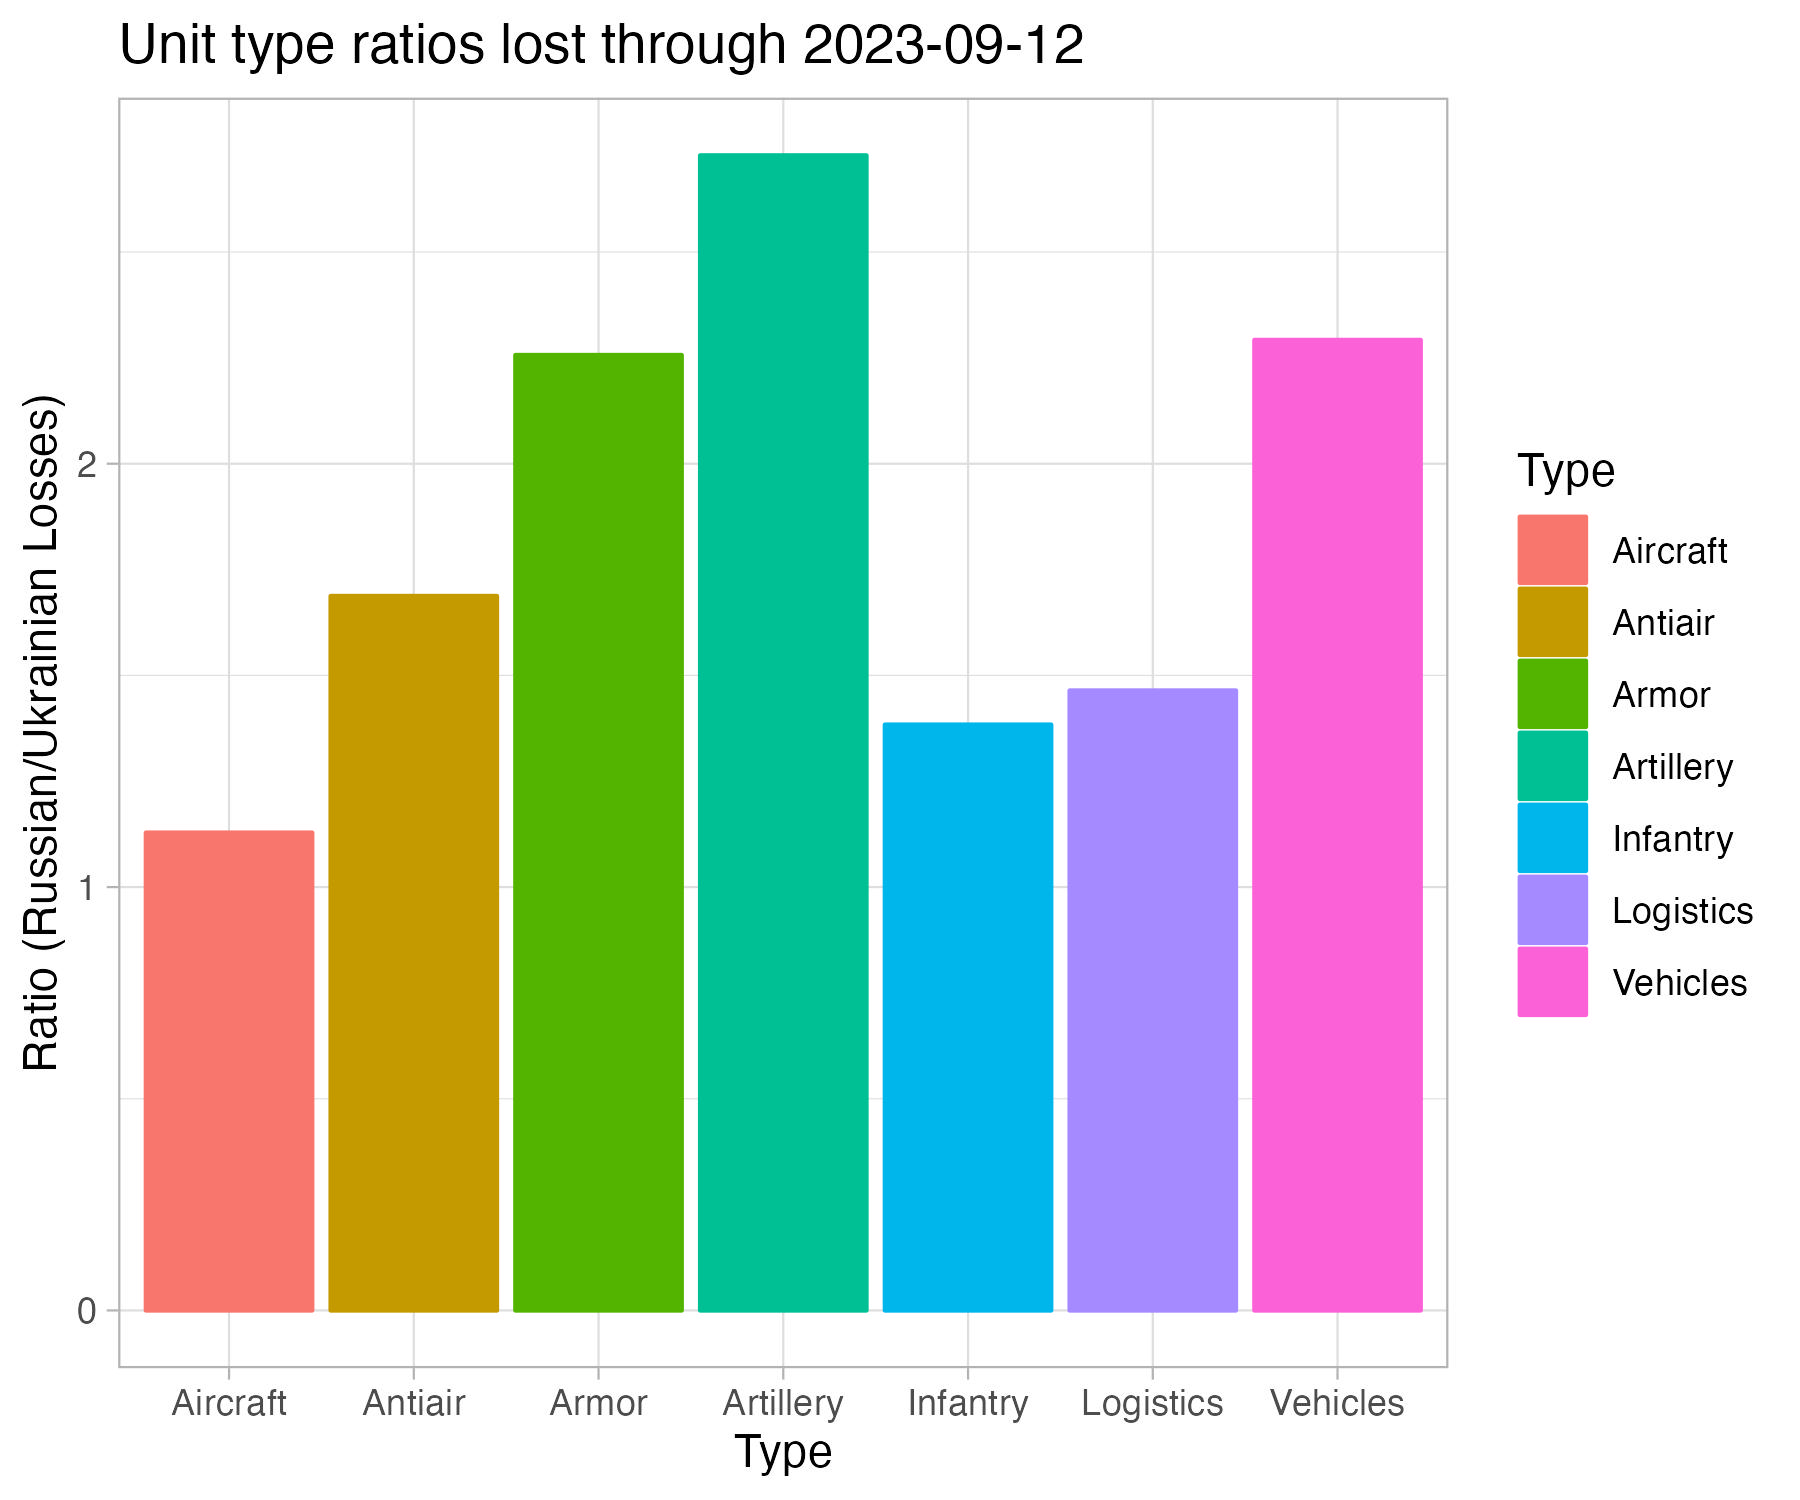 Unit type ratios lost through 2023-09-12
Ratio (Russian/Ukrainian Losses)
2
1
0
Aircraft
Antiair
Armor
Artillery
Infantry
Logistics
Vehicles
Type
Type
Aircraft
Antiair
Armor
Artillery
Infantry
Logistics
Vehicles